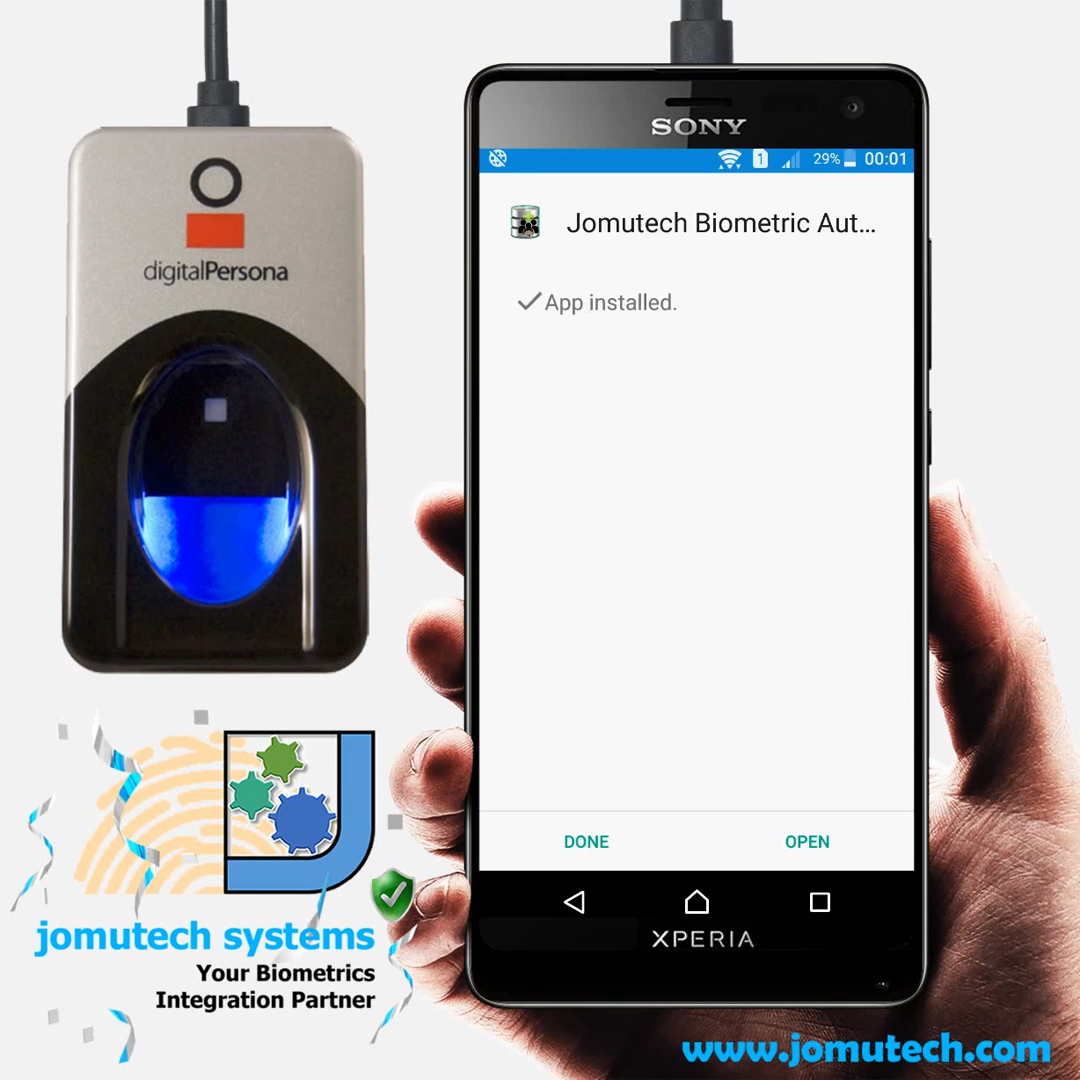 digitalPersona
SONY
1
29%
00:01
Jomutech Biometric Aut...
App installed.
DONE
OPEN
XPERIA
jomutech systems
Your Biometrics
Integration Partner
www.jomutech.com